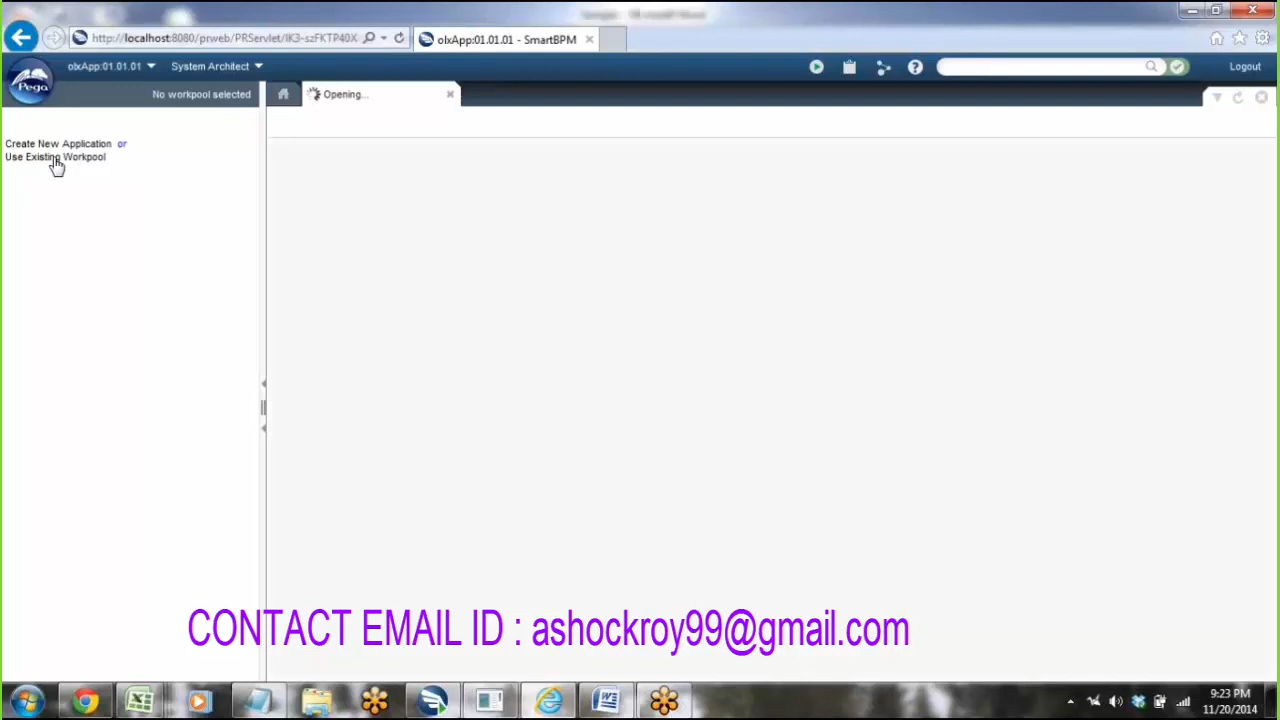 http://localhost:8080/prweb/PRServlet/IK3-szFKTP40X
olxApp:01.01.01 - SmartBPM
Pega
olxApp:01.01.01
System Architect
Logout
No workpool selected
Opening...
Create New Application or
Use Existing Workpool
CONTACT EMAIL ID : ashockroy99@gmail.com
9:23 PM
11/20/2014